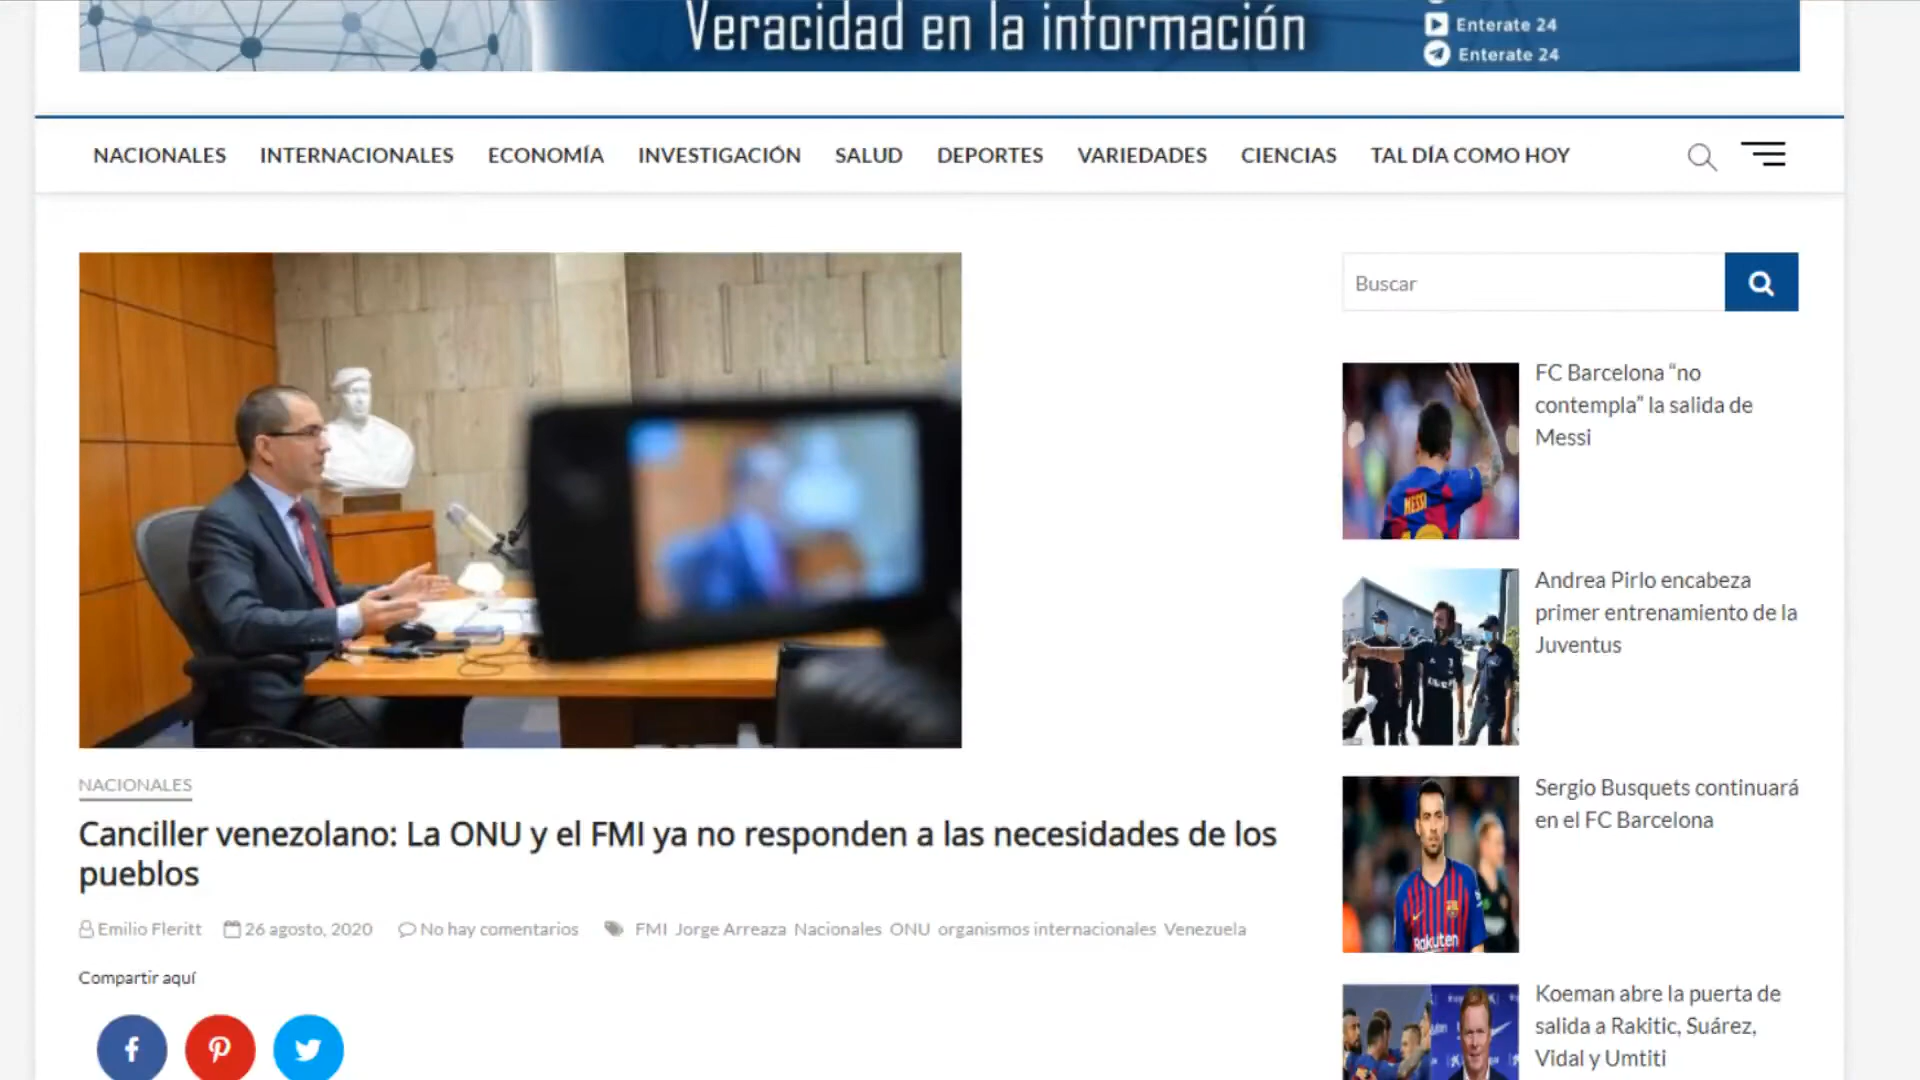 Veracidad en la información
Enterate 24
Enterate 24
NACIONALES INTERNACIONALES ECONOMÍA INVESTIGACIÓN SALUD DEPORTES VARIEDADES CIENCIAS TAL DÍA COMO HOY
Buscar
FC Barcelona “no
contempla” la salida de
Messi
MESSI
Andrea Pirlo encabeza
primer entrenamiento de la
Juventus
Sergio Busquets continuará
en el FC Barcelona
Rakuten
Koeman abre la puerta de
salida a Rakitic, Suárez,
Vidal y Umtiti
NACIONALES
Canciller venezolano: La ONU y el FMI ya no responden a las necesidades de los
pueblos
Emilio Fleritt 26 agosto, 2020 No hay comentarios FMI Jorge Arreaza Nacionales ONU organismos internacionales Venezuela
Compartir aquí